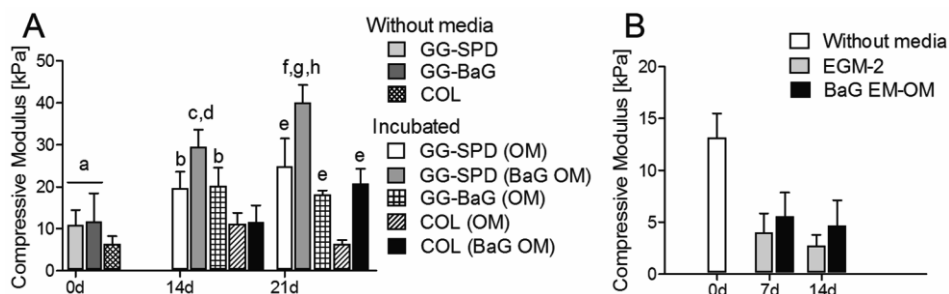 A
Compressive Modulus [kPa]
50
40
30
20
10
0
a
b
c,d
b
e
f,g,h
e
e
0d
14d
21d
Without media
GG-SPD
GG-BaG
COL
Incubated
GG-SPD (OM)
GG-SPD (BaG OM)
GG-BaG (OM)
COL (OM)
COL (BaG OM)
B
Compressive Modulus [kPa]
20
15
10
5
0
0d
7d
14d
Without media
EGM-2
BaG EM-OM